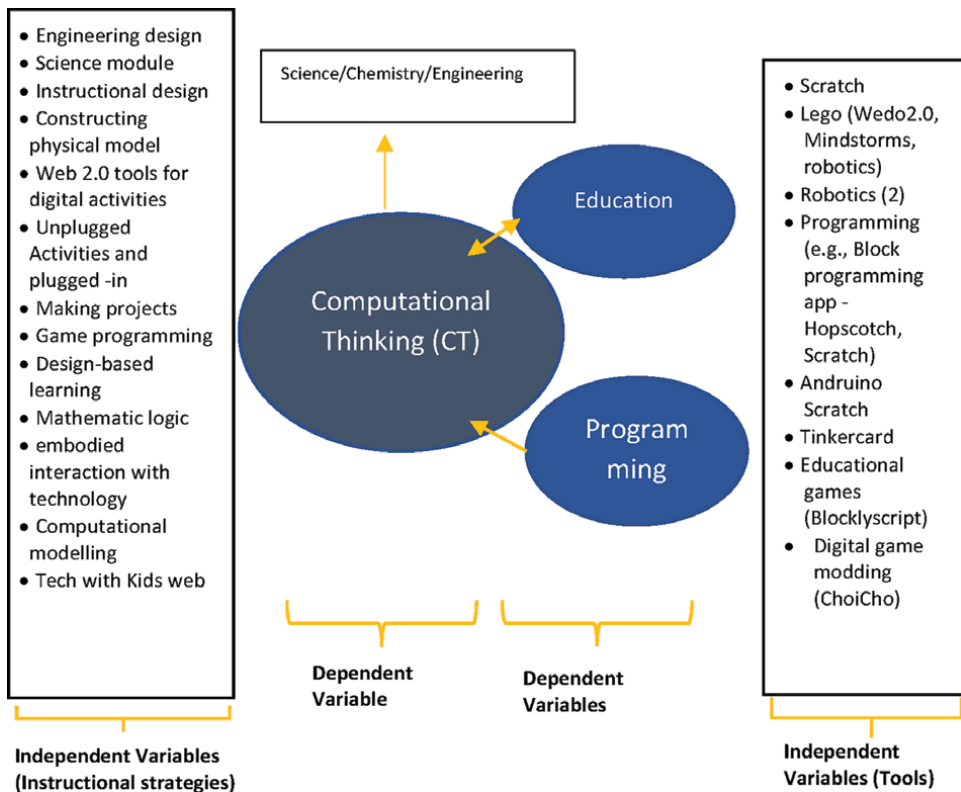 • Engineering design
• Science module
• Instructional design
• Constructing
physical model
• Web 2.0 tools for
digital activities
• Unplugged
Activities and
plugged -in
• Making projects
• Game programming
• Design-based
learning
• Mathematic logic
• embodied
interaction with
technology
• Computational
modelling
• Tech with Kids web
Independent Variables
(Instructional strategies)
Science/Chemistry/Engineering
Education
Computational
Thinking (CT)
Program
ming
Dependent
Variable
Dependent
Variables
• Scratch
• Lego (Wedo2.0,
Mindstorms,
robotics)
• Robotics (2)
• Programming
(e.g., Block
programming
app -
Hopscotch,
Scratch)
• Andruino
Scratch
• Tinkercard
• Educational
games
(Blocklyscript)
• Digital game
modding
(ChoiCho)
Independent
Variables (Tools)